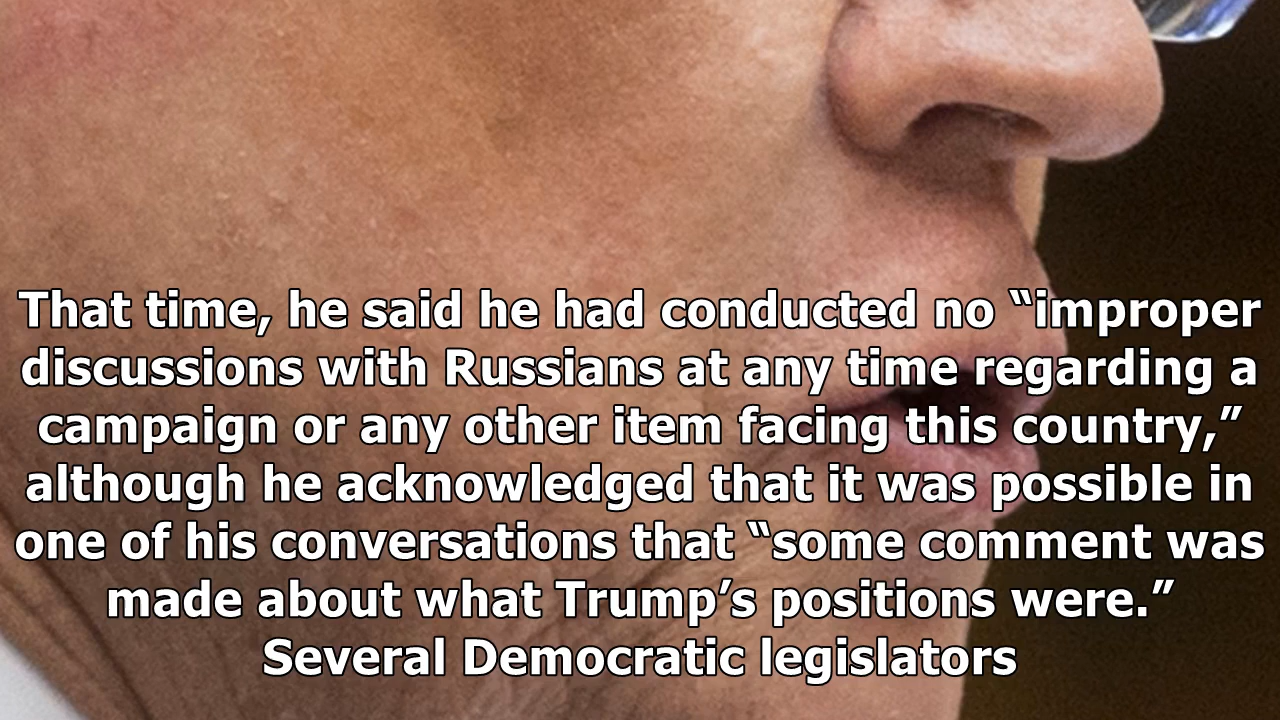 That time, he said he had conducted no “improper
discussions with Russians at any time regarding a
campaign or any other item facing this country,”
although he acknowledged that it was possible in
one of his conversations that “some comment was
made about what Trump’s positions were.”
Several Democratic legislators